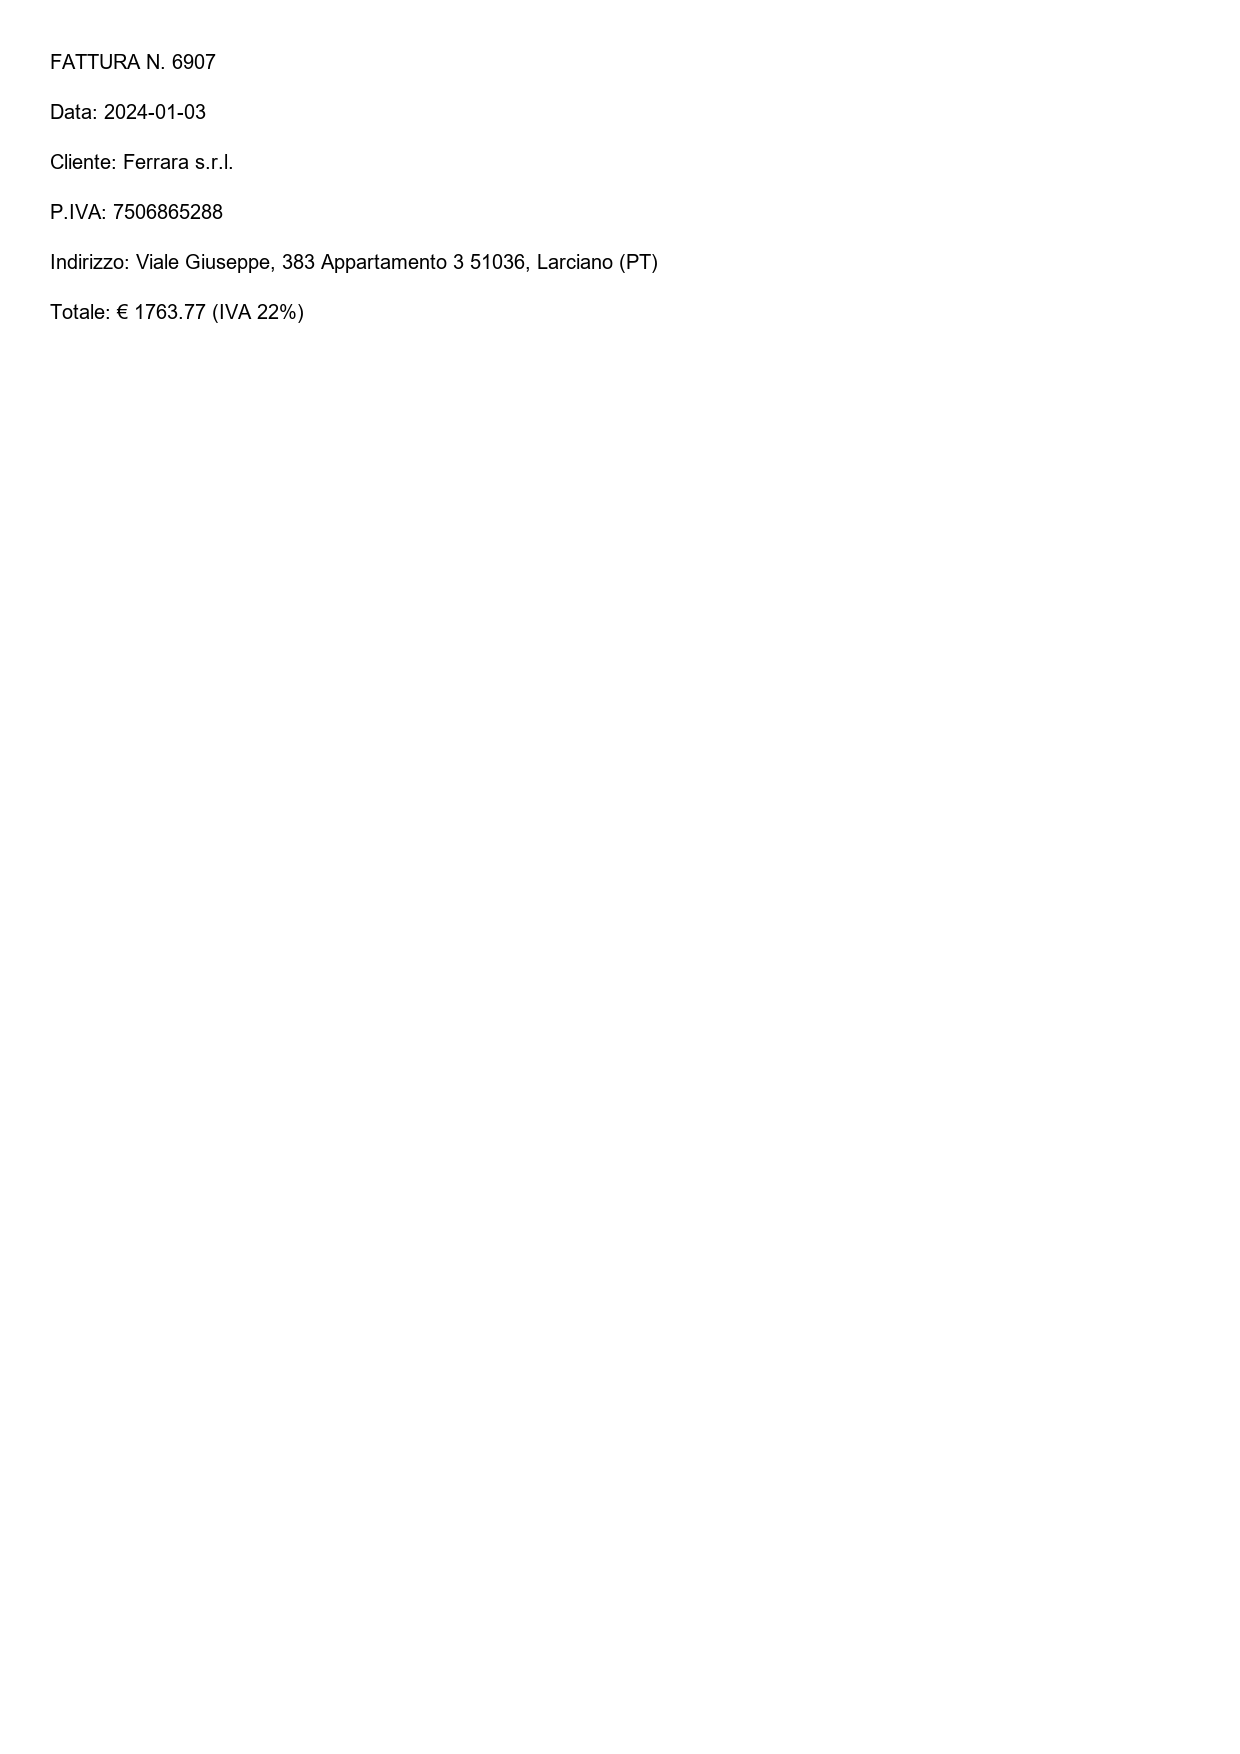 FATTURA N. 6907
Data: 2024-01-03
Cliente: Ferrara s.r.l.
P.IVA: 7506865288
Indirizzo: Viale Giuseppe, 383 Appartamento 3 51036, Larciano (PT)
Totale: € 1763.77 (IVA 22%)